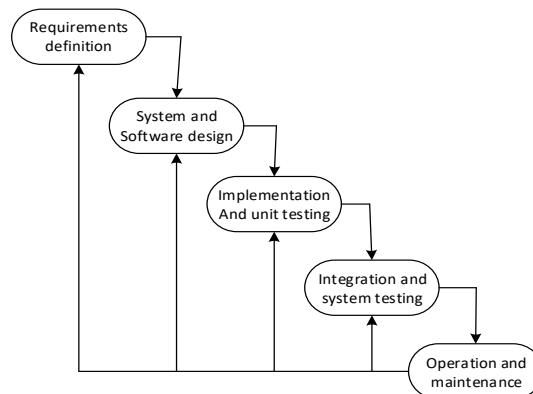 Requirements
definition
System and
Software design
Implementation
And unit testing
Integration and
system testing
Operation and
maintenance